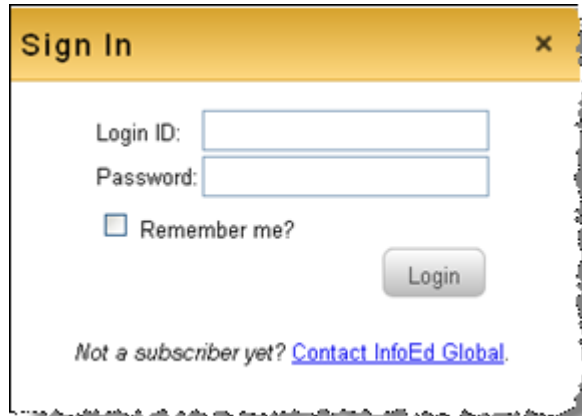 Sign In
Login ID:
Password:
Remember me?
Login
Not a subscriber yet? Contact InfoEd Global.